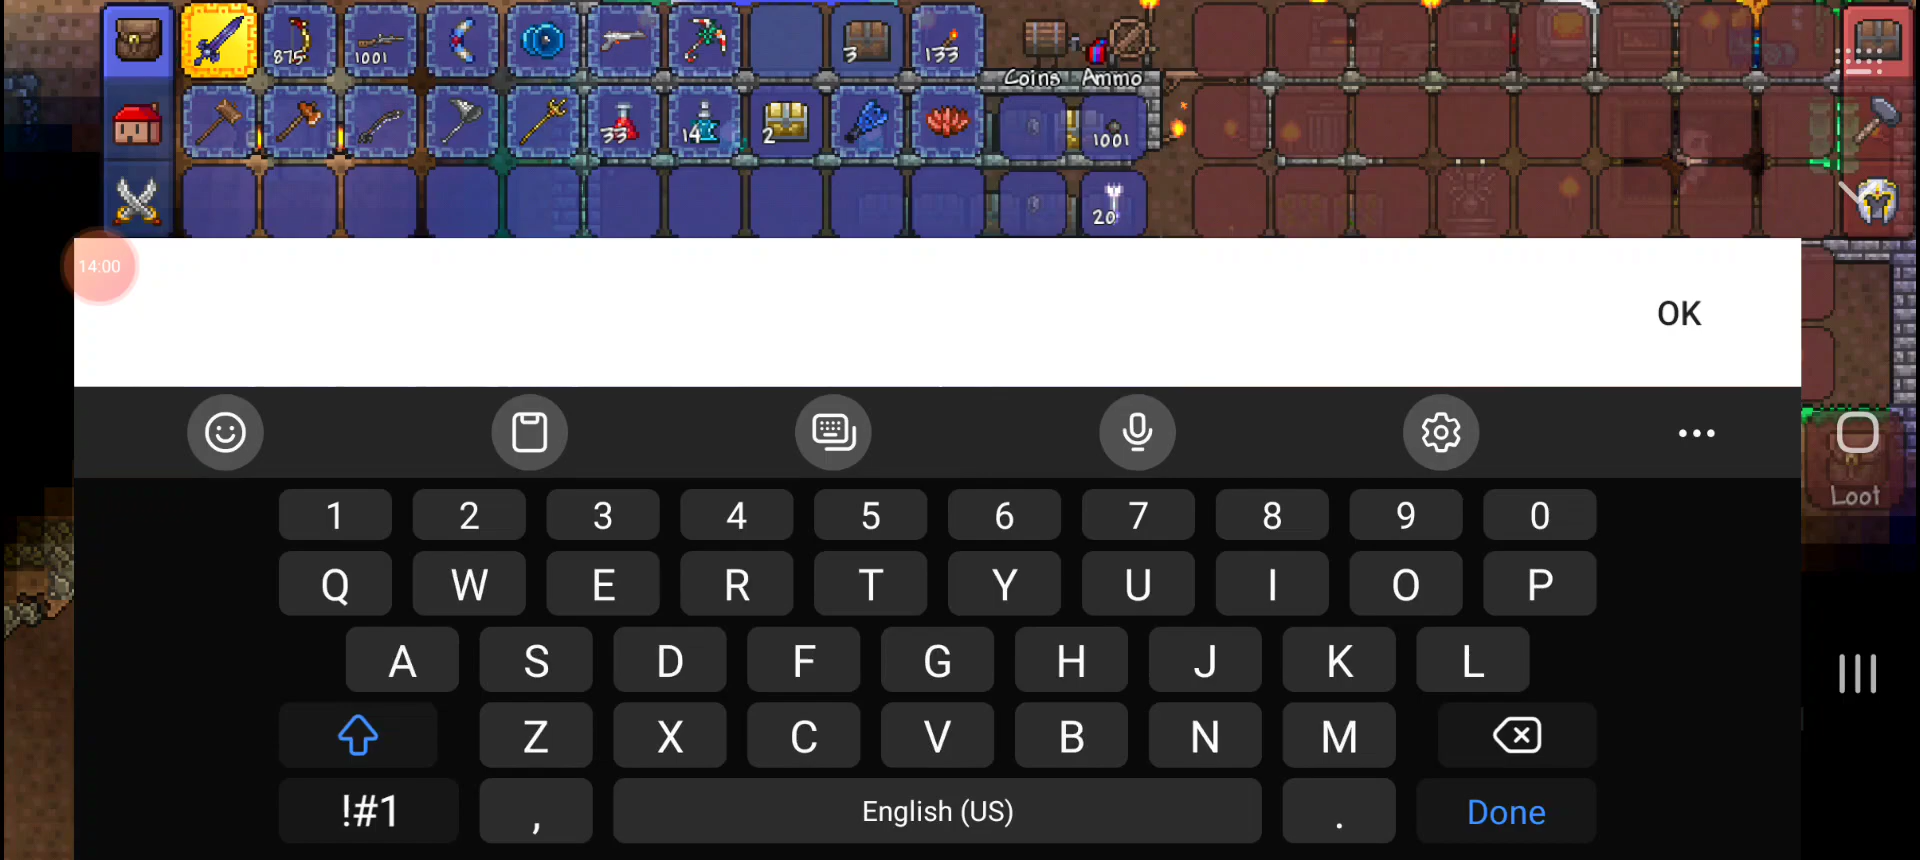 875 1001 3 133
Coins Ammo
33 14 2 1001
20
14:00
OK
Loot
1 2 3 4 5 6 7 8 9 0
Q W E R T Y U I O P
A S D F G H J K L
Z X C V B N M
!#1 , English (US) . Done